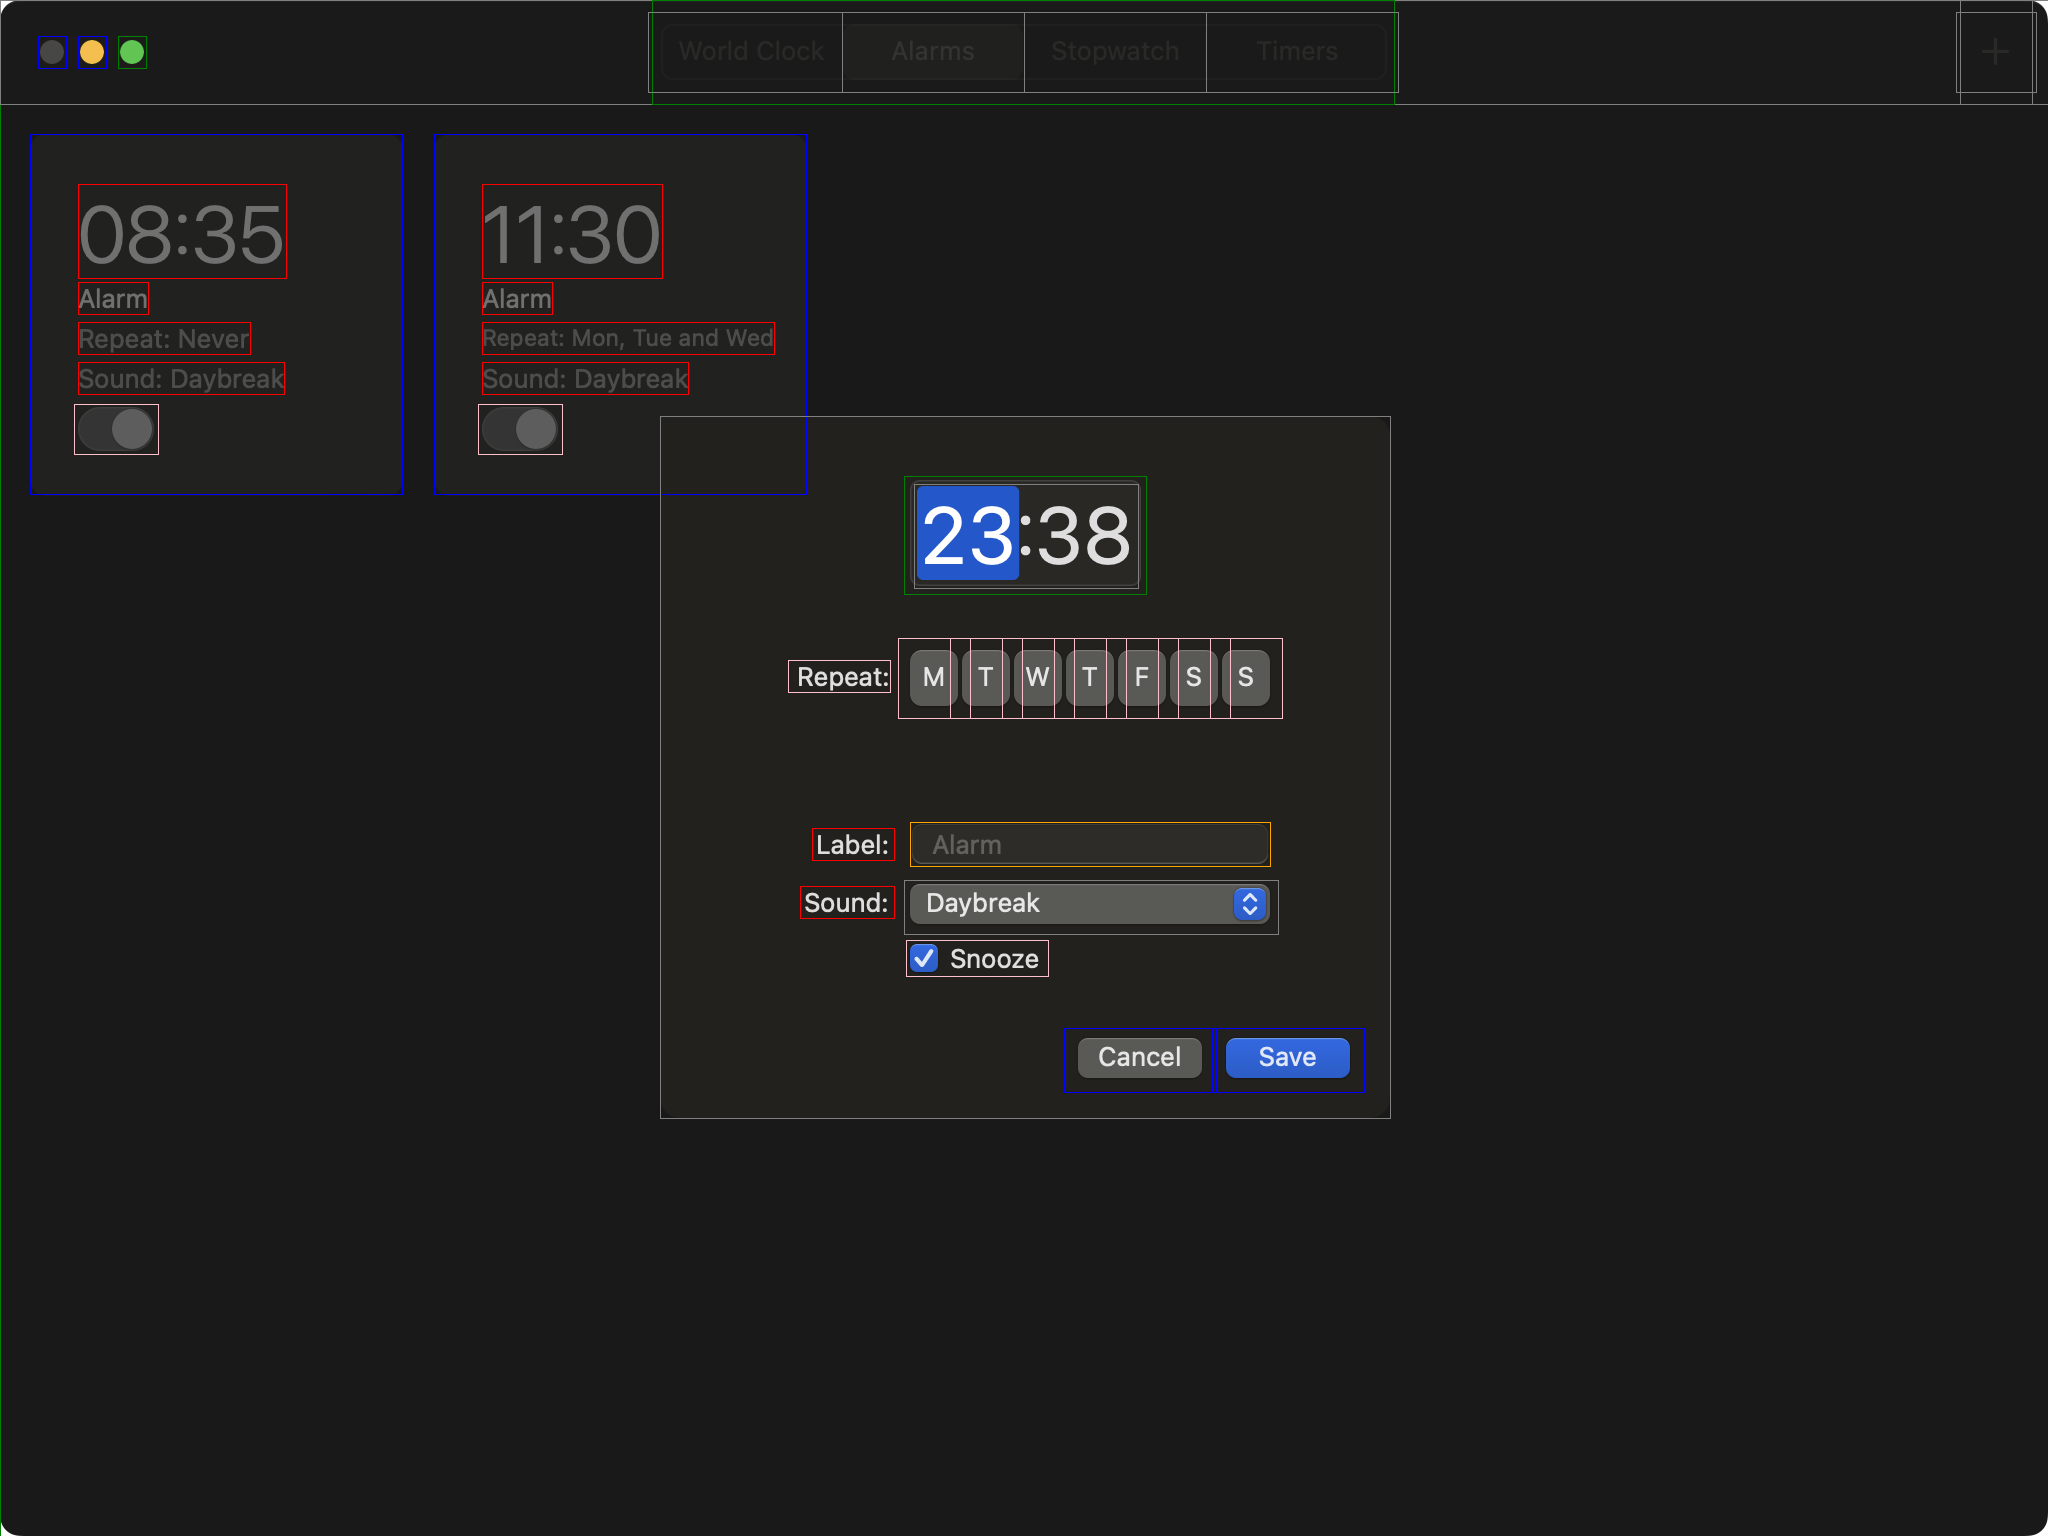 World Clock Alarms Stopwatch Timers
08:35
Alarm
Repeat: Never
Sound: Daybreak
11:30
Alarm
Repeat: Mon, Tue and Wed
Sound: Daybreak
23:38
Repeat: M T W T F S S
Label: Alarm
Sound: Daybreak
Snooze
Cancel Save